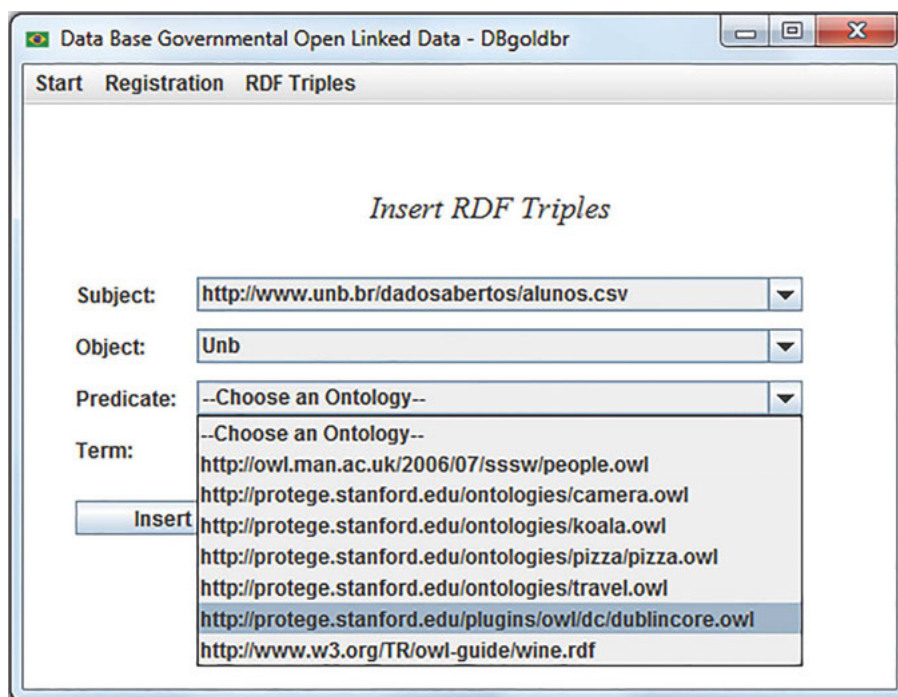 Data Base Governmental Open Linked Data - DBgoldbr
Start Registration RDF Triples
Insert RDF Triples
Subject: http://www.unb.br/dadosabertos/alunos.csv
Object: Unb
Predicate: --Choose an Ontology--
--Choose an Ontology--
Term:
http://owl.man.ac.uk/2006/07/sssw/people.owl
http://protege.stanford.edu/ontologies/camera.owl
Insert
http://protege.stanford.edu/ontologies/koala.owl
http://protege.stanford.edu/ontologies/pizza/pizza.owl
http://protege.stanford.edu/ontologies/travel.owl
http://protege.stanford.edu/plugins/owl/dc/dublincore.owl
http://www.w3.org/TR/owl-guide/wine.rdf